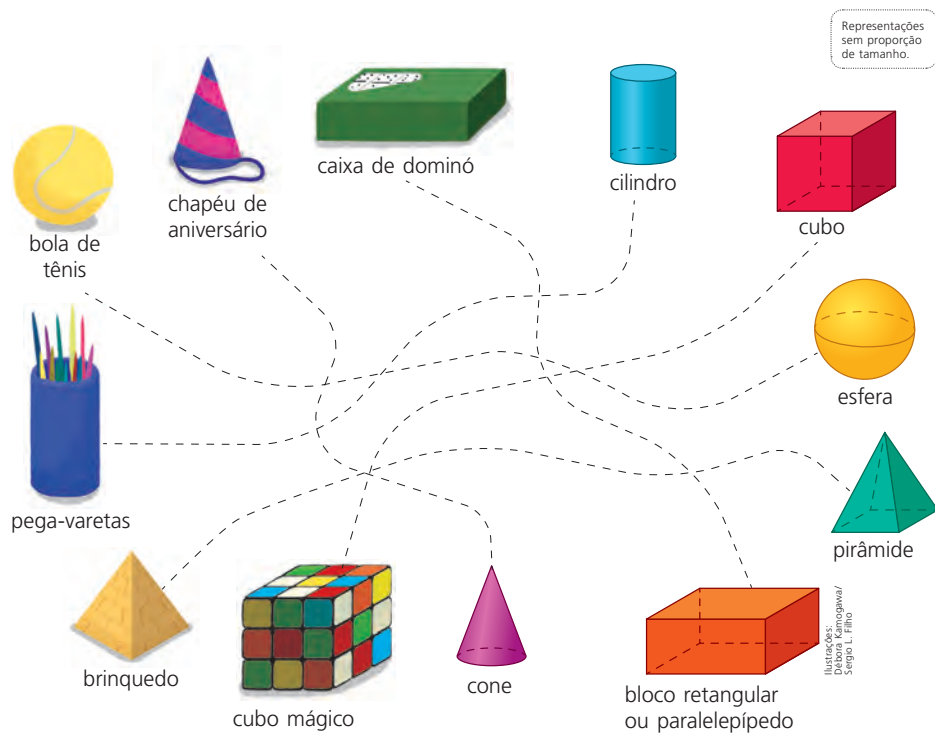 Representações
sem proporção
de tamanho.
caixa de dominó
cilindro
chapéu de
aniversário
cubo
bola de
tênis
esfera
pega-varetas
pirâmide
brinquedo
cone
cubo mágico
bloco retangular
ou paralelepípedo
Ilustrações:
Débora Kamogawa/
Sergio L. Filho